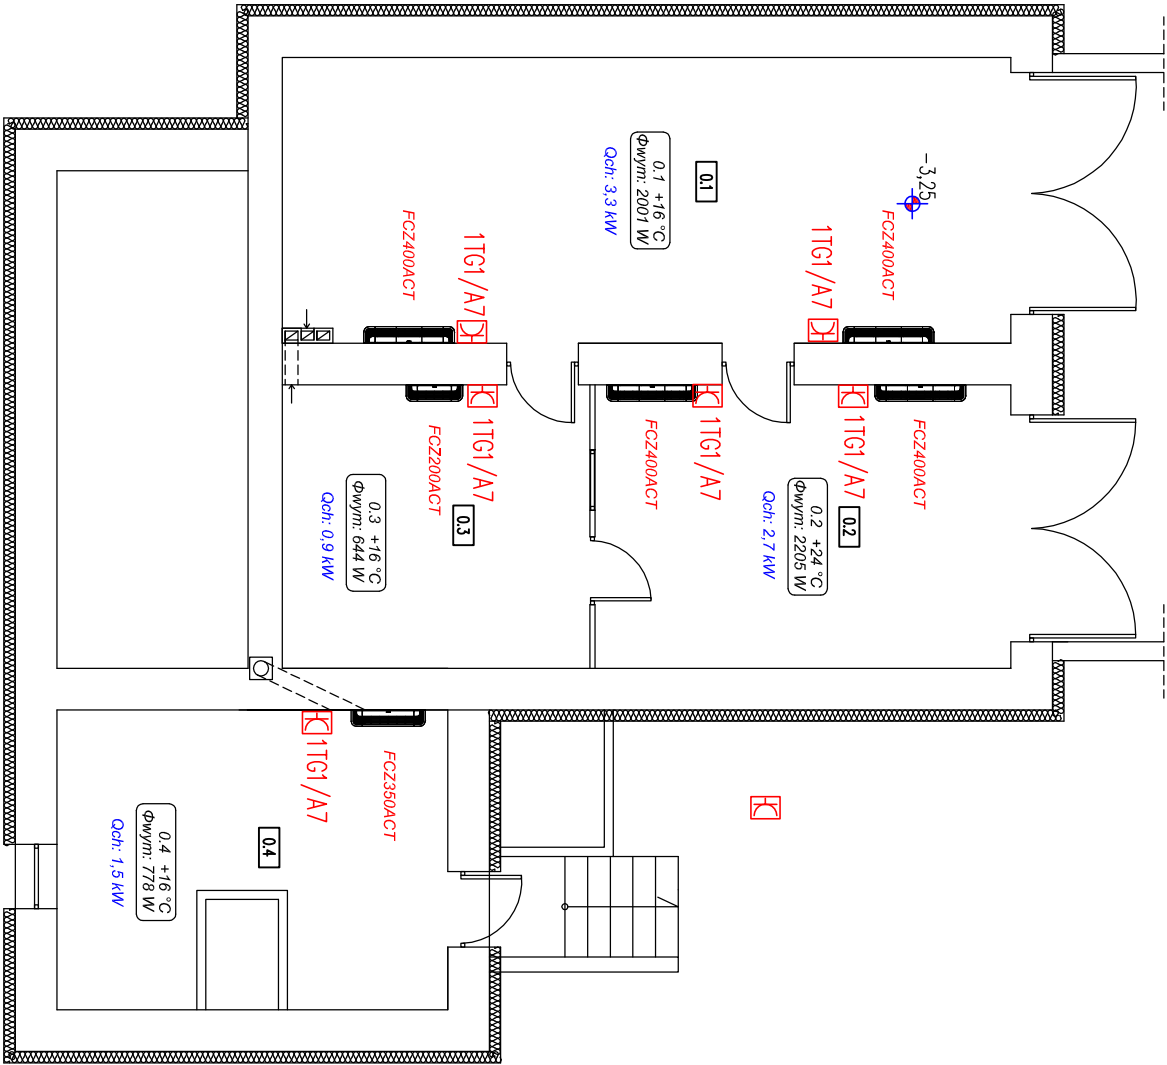 -3,25
0.1
0.1 +16 °C
Φwym: 2001 W
Qch: 3,3 kW
FCZ400ACT
1TG1/A7
1TG1/A7
FCZ400ACT
1TG1/A7
FCZ400ACT
1TG1/A7
FCZ400ACT
0.2
0.2 +24 °C
Φwym: 2205 W
Qch: 2,7 kW
1TG1/A7
FCZ200ACT
0.3
0.3 +16 °C
Φwym: 644 W
Qch: 0,9 kW
FCZ350ACT
1TG1/A7
0.4
0.4 +16 °C
Φwym: 778 W
Qch: 1,5 kW